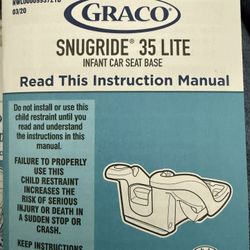 03/20
GRACO®
SNUGRIDE® 35 LITE
INFANT CAR SEAT BASE
Read This Instruction Manual
Do not install or use this
child restraint until you
read and understand
the instructions in this
manual.
FAILURE TO PROPERLY
USE THIS
CHILD RESTRAINT
INCREASES THE
RISK OF SERIOUS
INJURY OR DEATH IN
A SUDDEN STOP OR
CRASH.
KEEP INSTRUCTIONS